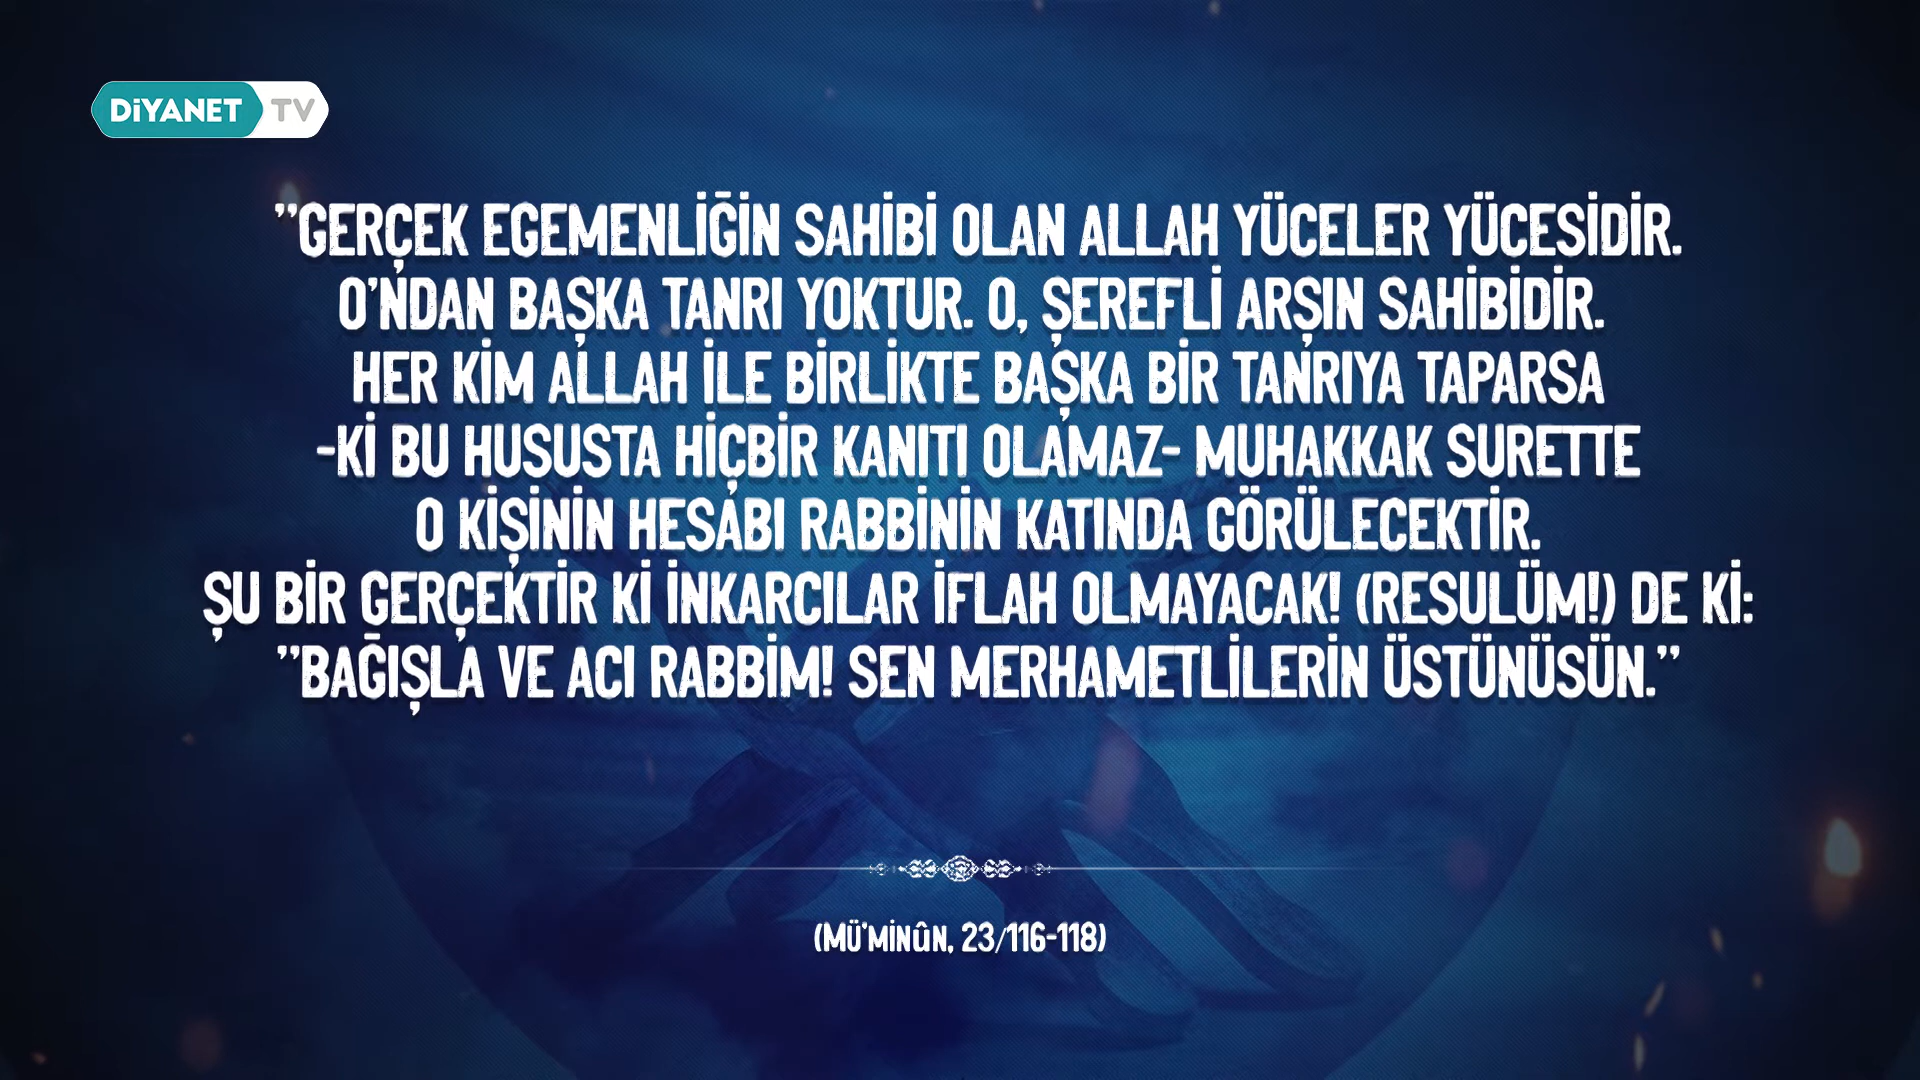 DİYANET TV
"GERÇEK EGEMENLİĞİN SAHİBİ OLAN ALLAH YÜCELER YÜCESİDİR.
O'NDAN BAŞKA TANRI YOKTUR. O, ŞEREFLİ ARŞIN SAHİBİDİR.
HER KİM ALLAH İLE BİRLİKTE BAŞKA BİR TANRIYA TAPARSA
-Kİ BU HUSUSTA HİÇBİR KANITI OLAMAZ- MUHAKKAK SURETTE
O KİŞİNİN HESABI RABBİNİN KATINDA GÖRÜLECEKTİR.
ŞU BİR GERÇEKTİR Kİ İNKARCILAR İFLAH OLMAYACAK! (RESULÜM!) DE Kİ:
"BAĞIŞLA VE ACI RABBİM! SEN MERHAMETLİLERİN ÜSTÜNÜSÜN."
(MÜ'MİNÛN, 23/116-118)